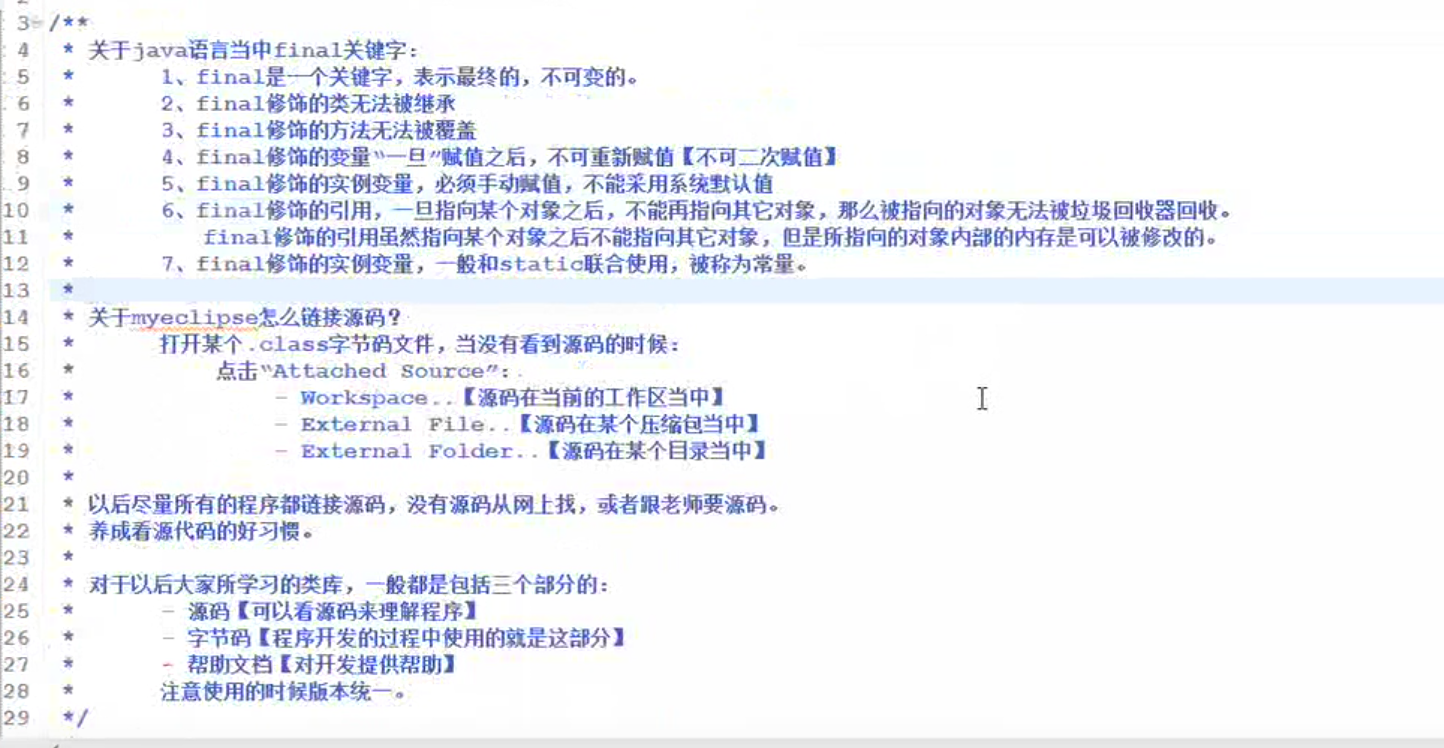 3 /**
4 * 关于java语言当中final关键字：
5 * 1、final是一个关键字，表示最终的，不可变的。
6 * 2、final修饰的类无法被继承
7 * 3、final修饰的方法无法被覆盖
8 * 4、final修饰的变量“一旦”赋值之后，不可重新赋值【不可二次赋值】
9 * 5、final修饰的实例变量，必须手动赋值，不能采用系统默认值
10 * 6、final修饰的引用，一旦指向某个对象之后，不能再指向其它对象，那么被指向的对象无法被垃圾回收器回收。
11 * final修饰的引用虽然指向某个对象之后不能指向其它对象，但是所指向的对象内部的内存是可以被修改的。
12 * 7、final修饰的实例变量，一般和static联合使用，被称为常量。
13 *
14 * 关于myeclipse怎么链接源码？
15 * 打开某个.class字节码文件，当没有看到源码的时候：
16 * 点击“Attached Source”：
17 * - Workspace..【源码在当前的工作区当中】
18 * - External File..【源码在某个压缩包当中】
19 * - External Folder..【源码在某个目录当中】
20 *
21 * 以后尽量所有的程序都链接源码，没有源码从网上找，或者跟老师要源码。
22 * 养成看源代码的好习惯。
23 *
24 * 对于以后大家所学习的类库，一般都是包括三个部分的：
25 * - 源码【可以看源码来理解程序】
26 * - 字节码【程序开发的过程中使用的就是这部分】
27 * - 帮助文档【对开发提供帮助】
28 * 注意使用的时候版本统一。
29 */